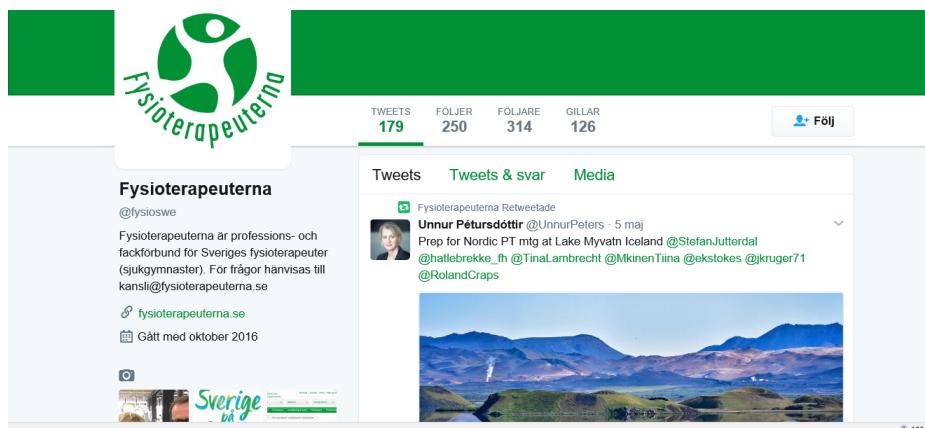 Fysioterapeuterna
TWEETS FÖLJER FÖLJARE GILLAR
179 250 314 126
Följ
Fysioterapeuterna
@fysioswe
Fysioterapeuterna är professions- och
fackförbund för Sveriges fysioterapeuter
(sjukgymnaster). För frågor hänvisas till
kansli@fysioterapeuterna.se
fysioterapeuterna.se
Gått med oktober 2016
Sverige
på
Tweets Tweets & svar Media
Fysioterapeuterna Retweetade
Unnur Pétursdóttir @UnnurPeters · 5 maj
Prep for Nordic PT mtg at Lake Myvatn Iceland @StefanJutterdal
@hatlebrekke_fh @TinaLambrecht @MkinenTiina @ekstokes @jkruger71
@RolandCraps